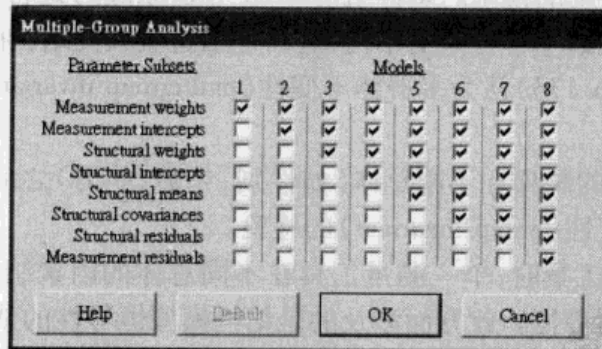 Multiple-Group Analysis
Parameter Subsets Models
1 2 3 4 5 6 7 8
Measurement weights
Measurement intercepts
Structural weights
Structural intercepts
Structural means
Structural covariances
Structural residuals
Measurement residuals
Help Default OK Cancel